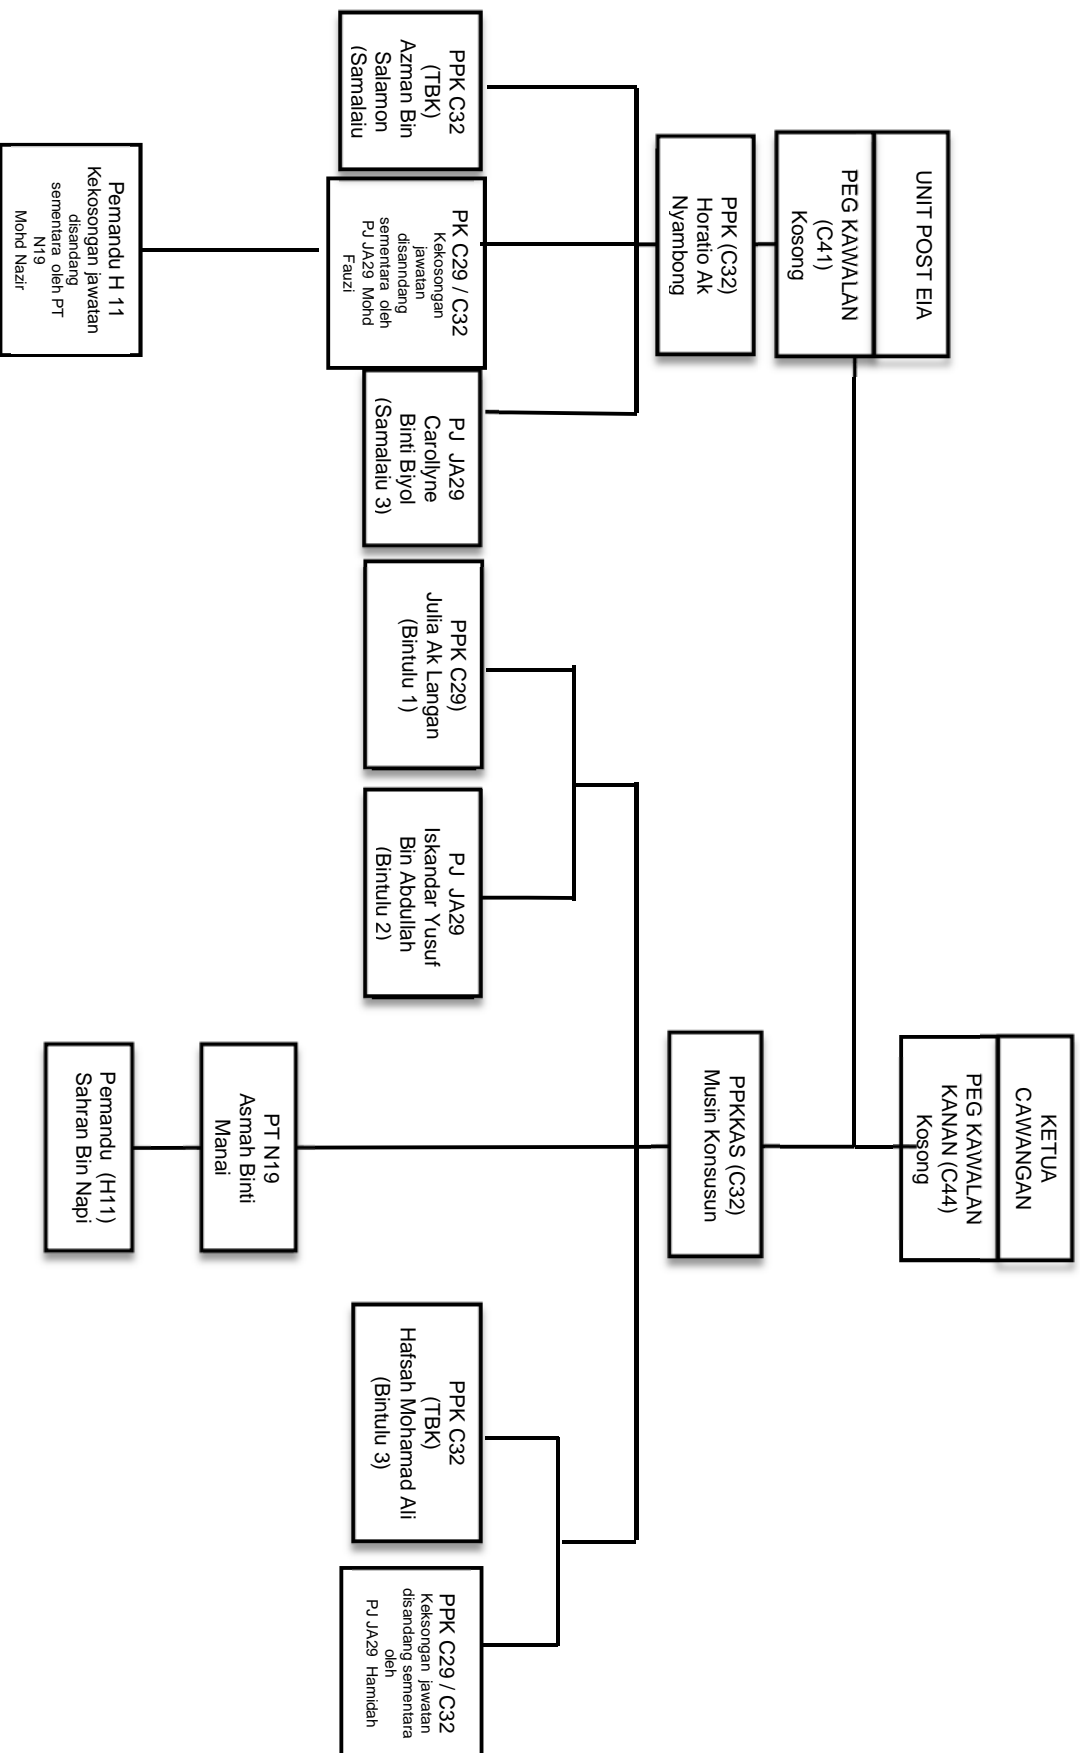 KETUA
CAWANGAN
PEG KAWALAN
KANAN (C44)
Kosong
UNIT POST EIA
PEG KAWALAN
(C41)
Kosong
PPK (C32)
Horatio Ak
Nyambong
PPKKAS (C32)
Musin Konsusun
PPK C32
(TBK)
Azman Bin
Salamon
(Samalaiu
PK C29 / C32
Kekosongan
jawatan
disanndang
sementara oleh
PJ JA29 Mohd
Fauzi
PJ JA29
Carollyne
Binti Biyol
(Samalaiu 3)
PPK C29)
Julia Ak Langan
(Bintulu 1)
PJ JA29
Iskandar Yusuf
Bin Abdullah
(Bintulu 2)
PPK C32
(TBK)
Hafsah Mohamad Ali
(Bintulu 3)
PPK C29 / C32
Keksongan jawatan
disandang sementara
oleh
PJ JA29 Hamidah
PT N19
Asmah Binti
Manai
Pemandu H 11
Kekosongan jawatan
disandang
sementara oleh PT
N19
Mohd Nazir
Pemandu (H11)
Sahran Bin Napi